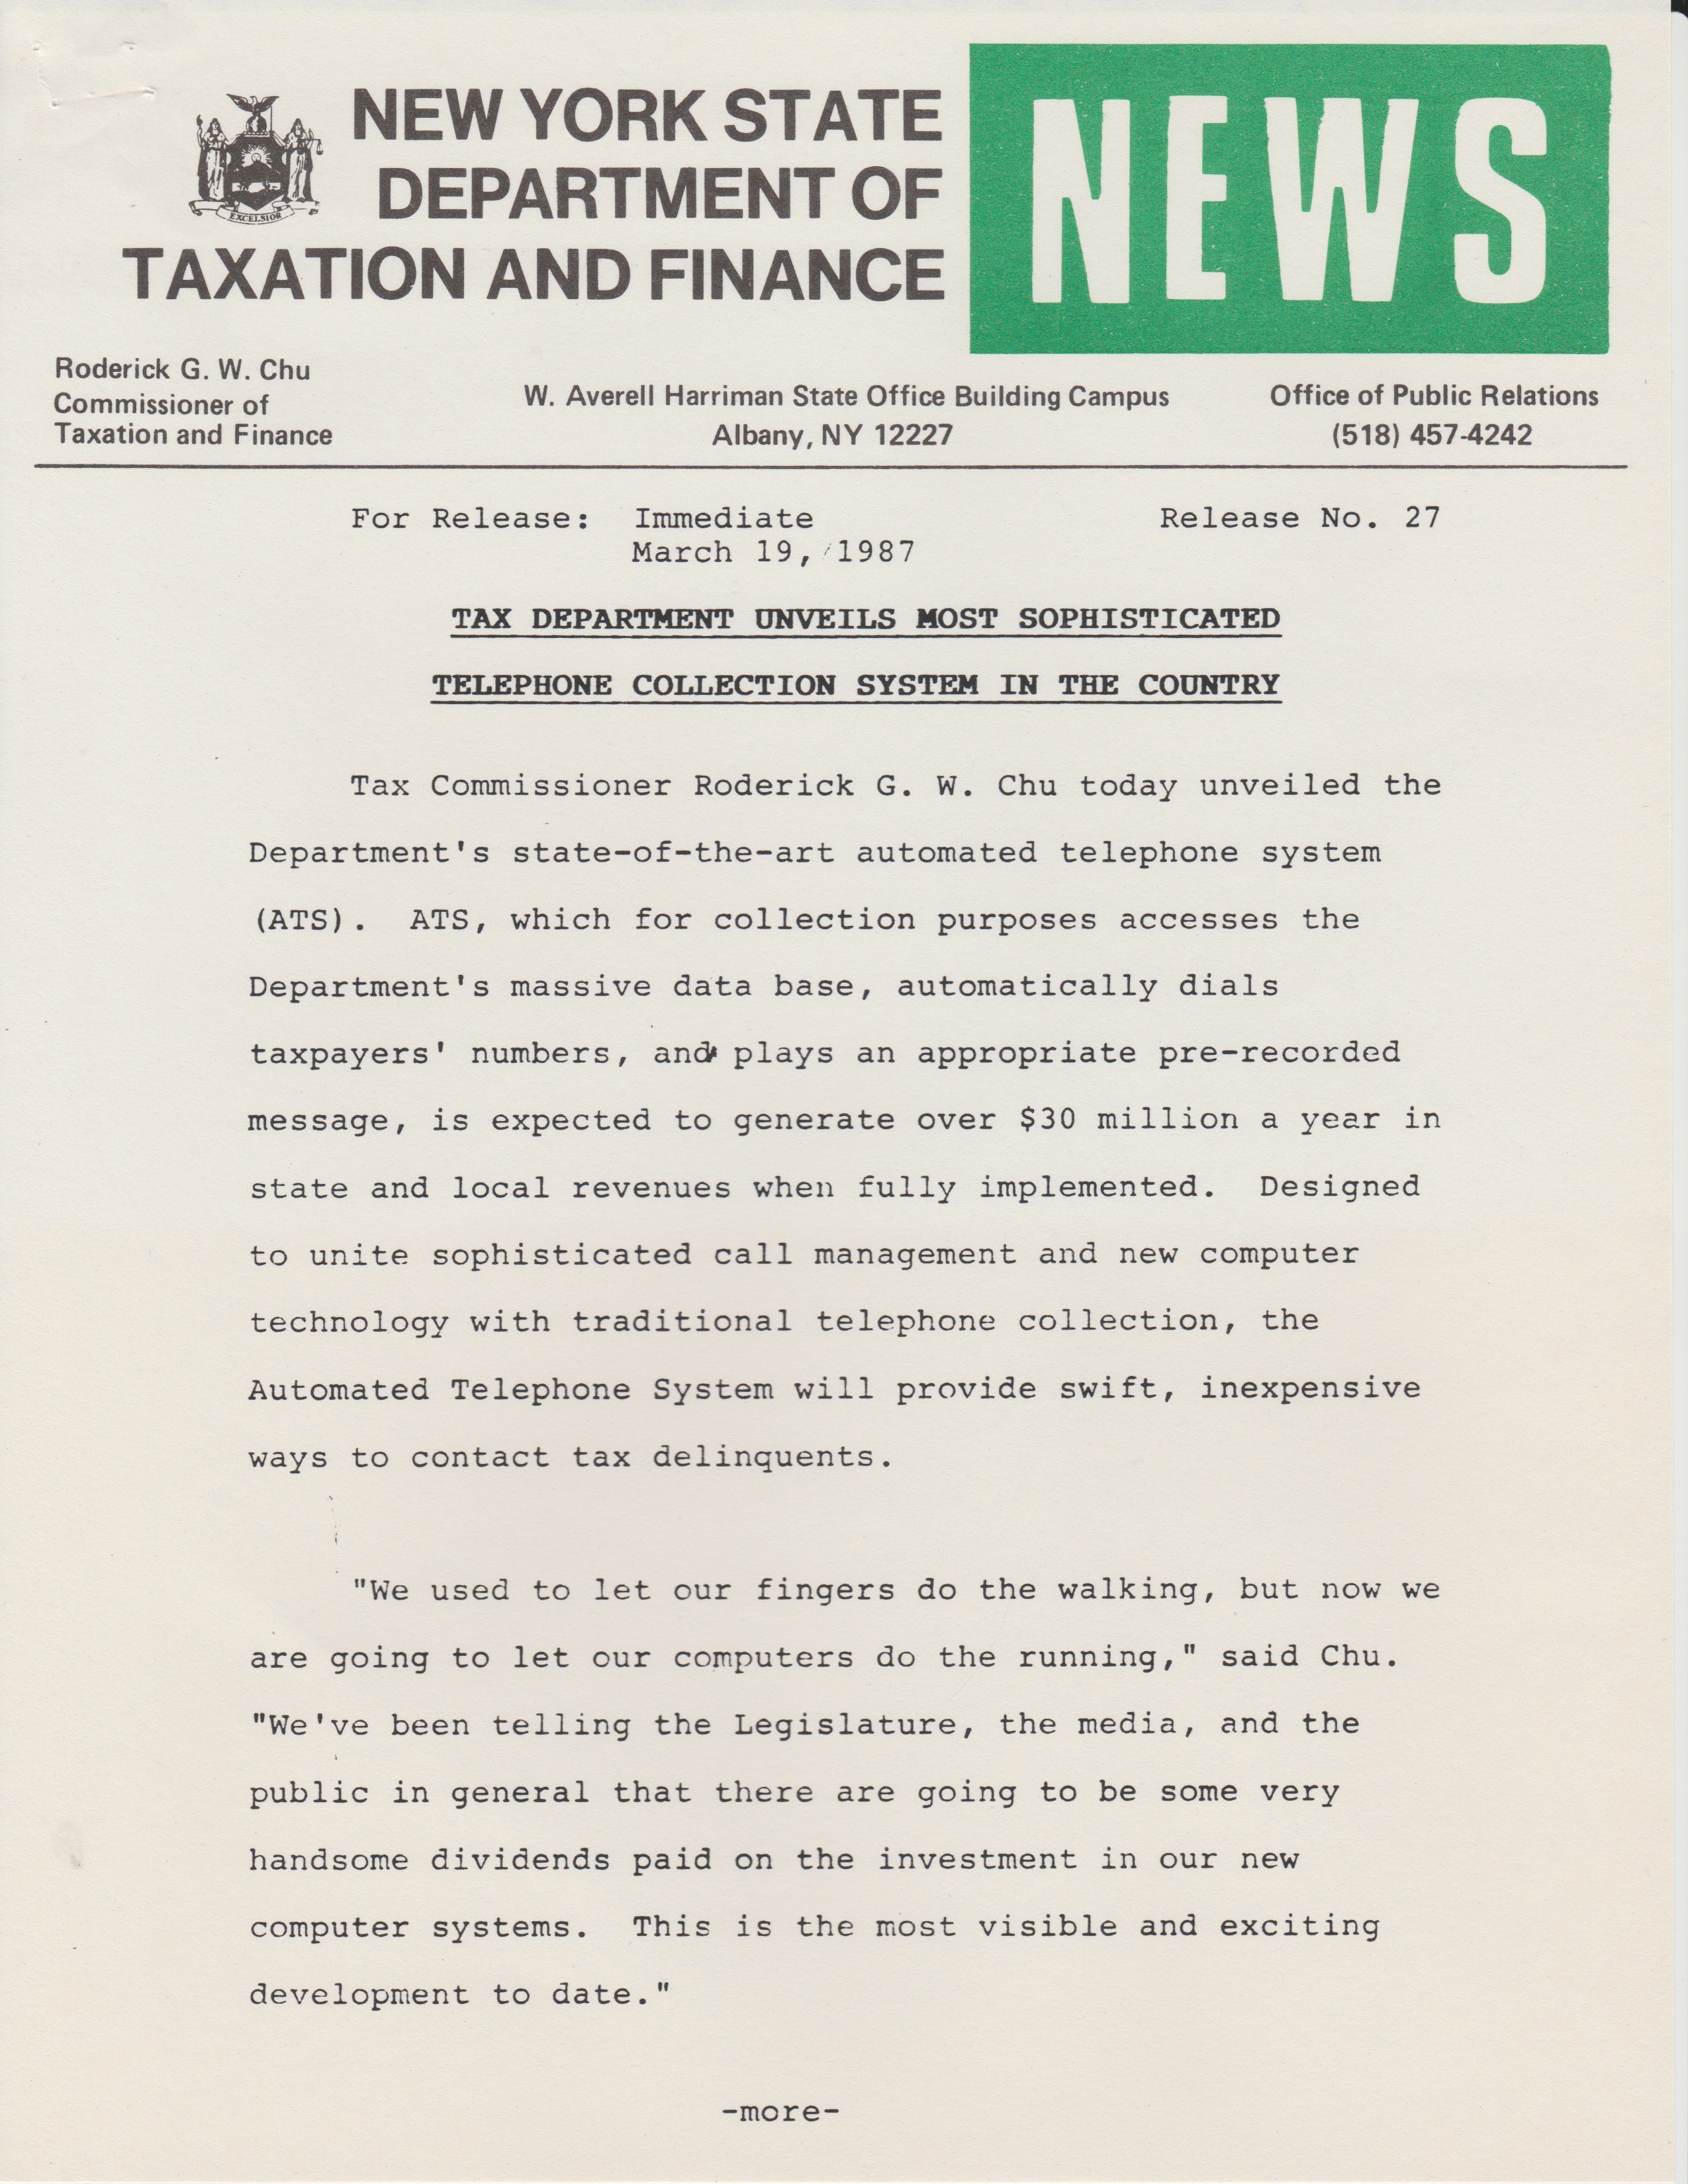 NEW YORK STATE
DEPARTMENT OF
TAXATION AND FINANCE
NEWS
EXCELSIOR
Roderick G. W. Chu
Commissioner of
Taxation and Finance
W. Averell Harriman State Office Building Campus
Albany, NY 12227
Office of Public Relations
(518) 457-4242
For Release: Immediate Release No. 27
March 19, 1987
TAX DEPARTMENT UNVEILS MOST SOPHISTICATED
TELEPHONE COLLECTION SYSTEM IN THE COUNTRY
Tax Commissioner Roderick G. W. Chu today unveiled the
Department's state-of-the-art automated telephone system
(ATS). ATS, which for collection purposes accesses the
Department's massive data base, automatically dials
taxpayers' numbers, and plays an appropriate pre-recorded
message, is expected to generate over $30 million a year in
state and local revenues when fully implemented. Designed
to unite sophisticated call management and new computer
technology with traditional telephone collection, the
Automated Telephone System will provide swift, inexpensive
ways to contact tax delinquents.
"We used to let our fingers do the walking, but now we
are going to let our computers do the running," said Chu.
"We've been telling the Legislature, the media, and the
public in general that there are going to be some very
handsome dividends paid on the investment in our new
computer systems. This is the most visible and exciting
development to date."
-more-